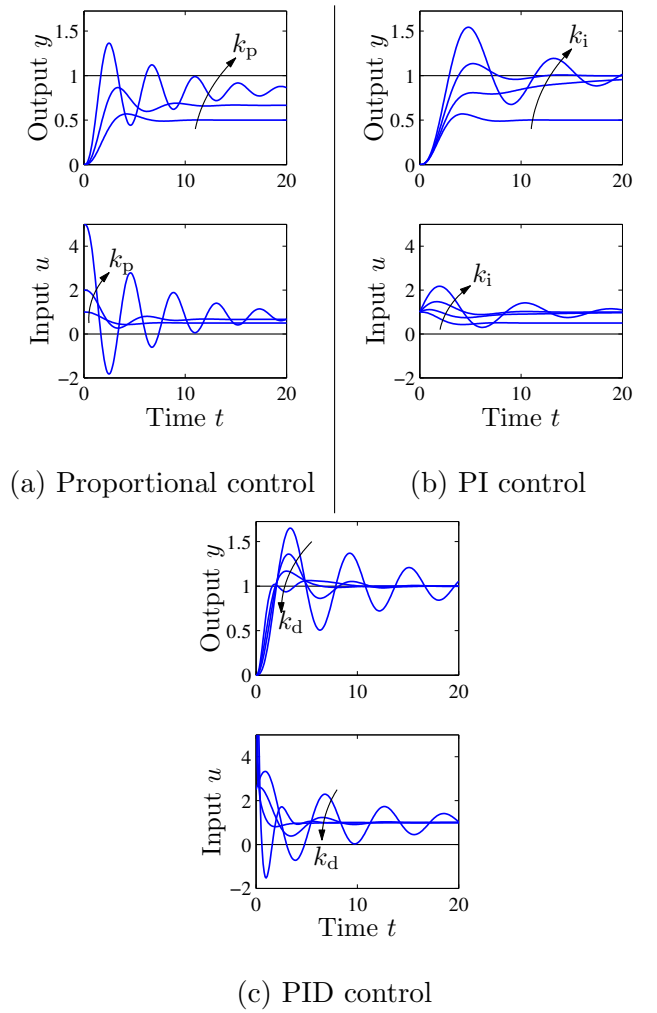 1.5
1
0.5
0
Output y
k_p
0
10
20
4
2
0
−2
Input u
k_p
0
10
20
Time t
(a) Proportional control
1.5
1
0.5
0
Output y
k_i
0
10
20
4
2
0
−2
Input u
k_i
0
10
20
Time t
(b) PI control
1.5
1
0.5
0
Output y
k_d
0
10
20
4
2
0
−2
Input u
k_d
0
10
20
Time t
(c) PID control